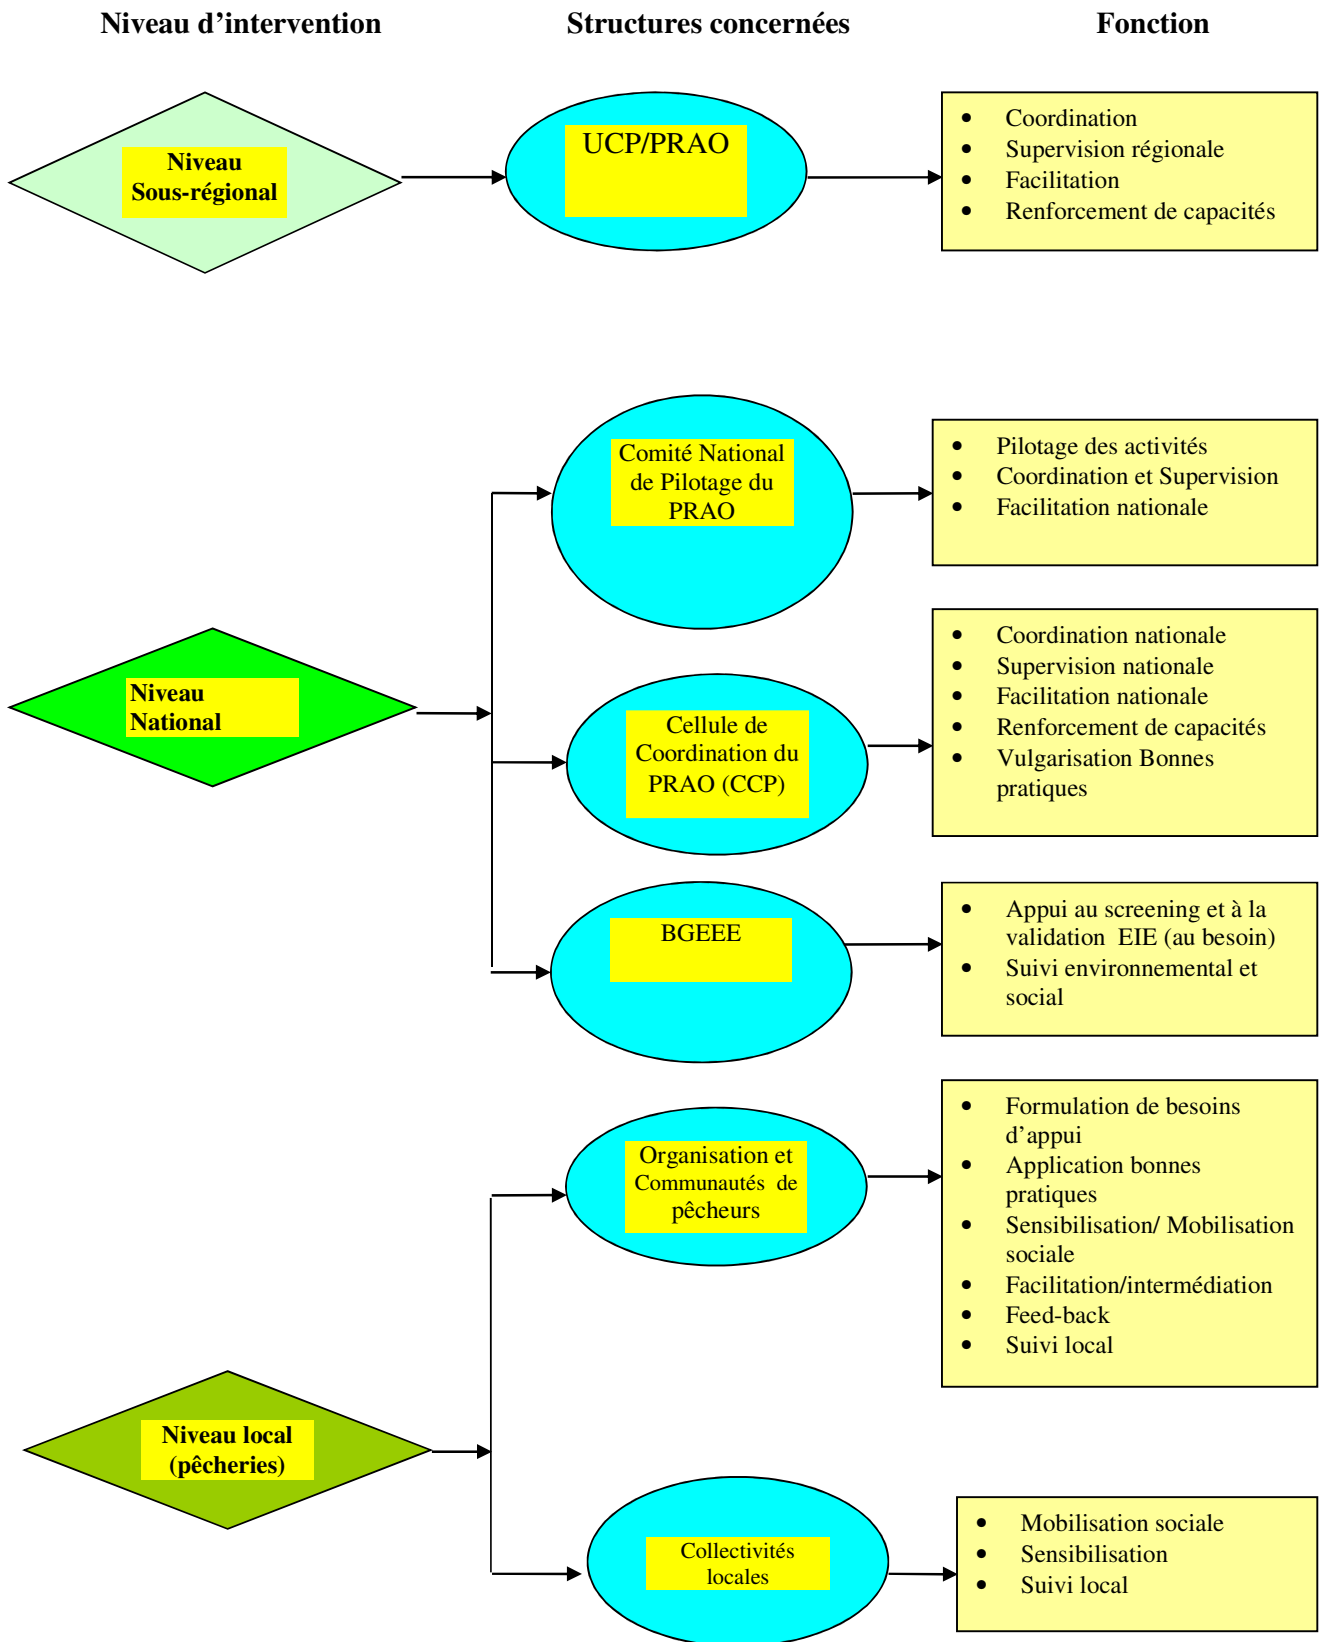 Niveau d’intervention Structures concernées Fonction
Niveau
Sous-régional
UCP/PRAO
• Coordination
• Supervision régionale
• Facilitation
• Renforcement de capacités
Niveau
National
Comité National
de Pilotage du
PRAO
• Pilotage des activités
• Coordination et Supervision
• Facilitation nationale
Cellule de
Coordination du
PRAO (CCP)
• Coordination nationale
• Supervision nationale
• Facilitation nationale
• Renforcement de capacités
• Vulgarisation Bonnes
pratiques
BGEEE
• Appui au screening et à la
validation EIE (au besoin)
• Suivi environnemental et
social
Niveau local
(pêcheries)
Organisation et
Communautés de
pêcheurs
• Formulation de besoins
d’appui
• Application bonnes
pratiques
• Sensibilisation/ Mobilisation
sociale
• Facilitation/intermédiation
• Feed-back
• Suivi local
Collectivités
locales
• Mobilisation sociale
• Sensibilisation
• Suivi local